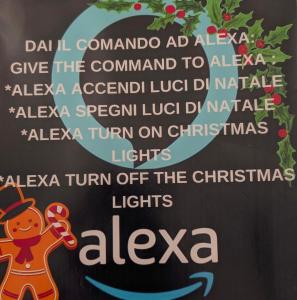 DAI IL COMANDO AD ALEXA:
GIVE THE COMMAND TO ALEXA :
*ALEXA ACCENDI LUCI DI NATALE
*ALEXA SPEGNI LUCI DI NATALE
*ALEXA TURN ON CHRISTMAS
LIGHTS
*ALEXA TURN OFF THE CHRISTMAS
LIGHTS
alexa